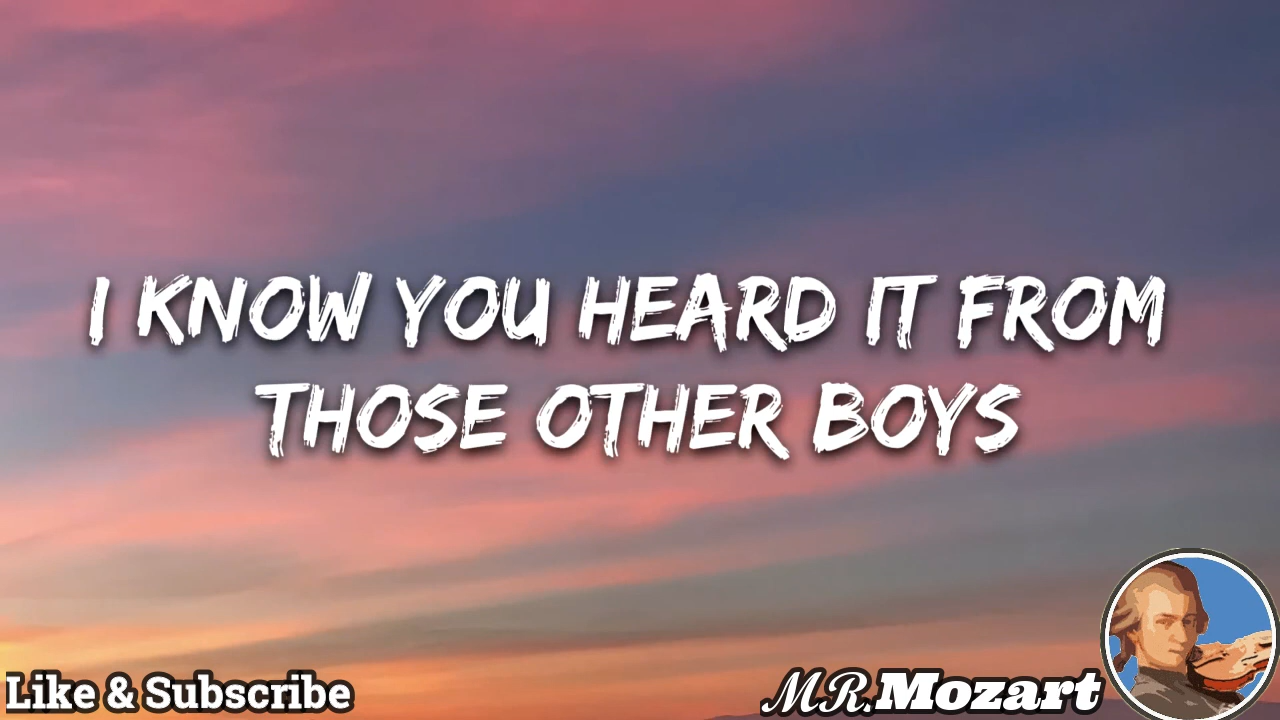 I KNOW YOU HEARD IT FROM
THOSE OTHER BOYS
Like & Subscribe
MR.Mozart